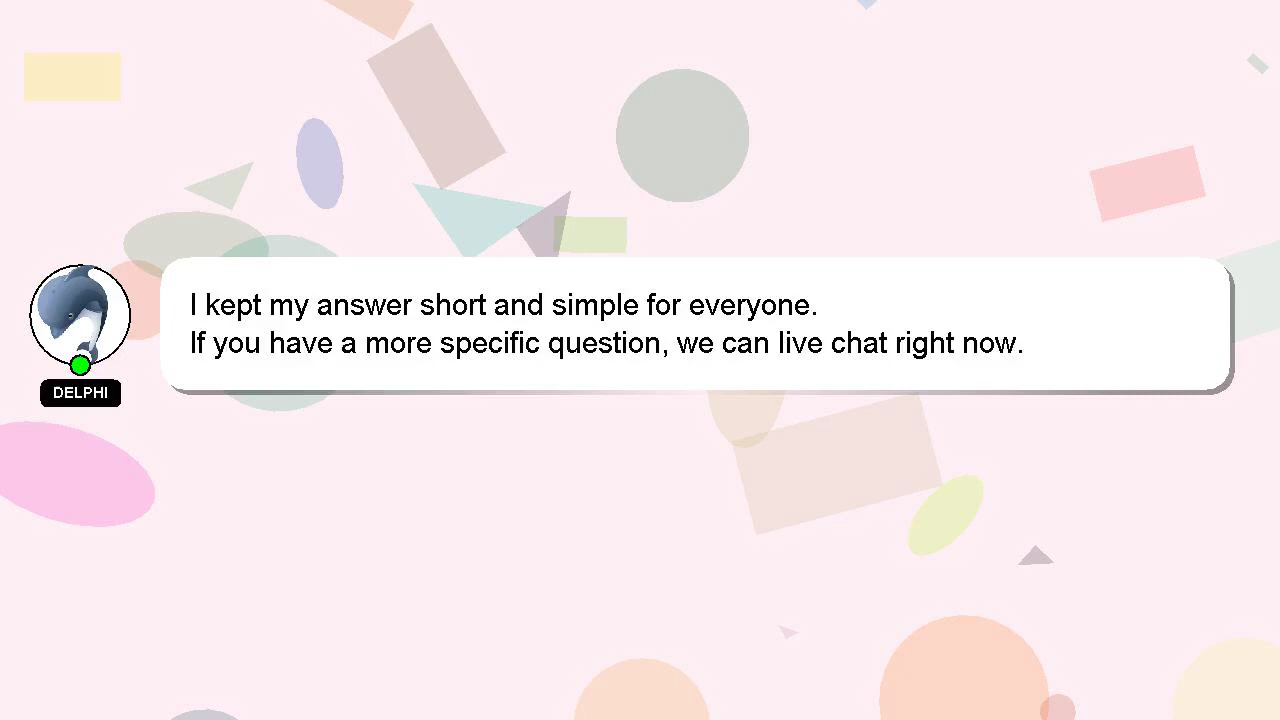 I kept my answer short and simple for everyone.
If you have a more specific question, we can live chat right now.
DELPHI